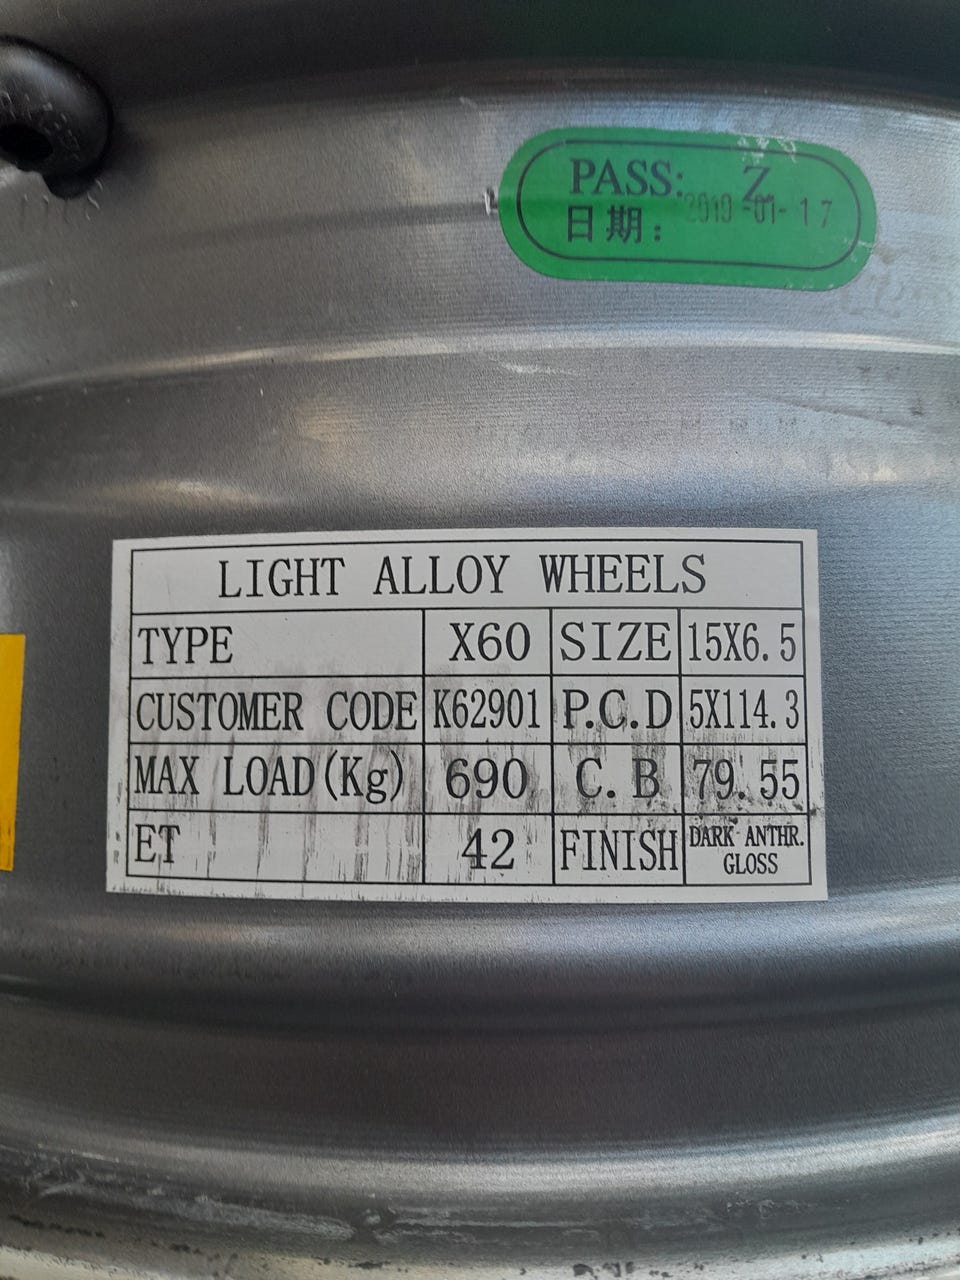 PASS: Z
日期: 2019-01-17
LIGHT ALLOY WHEELS
TYPE X60 SIZE 15X6.5
CUSTOMER CODE K62901 P.C.D 5X114.3
MAX LOAD(Kg) 690 C.B 79.55
ET 42 FINISH DARK ANTHR. GLOSS